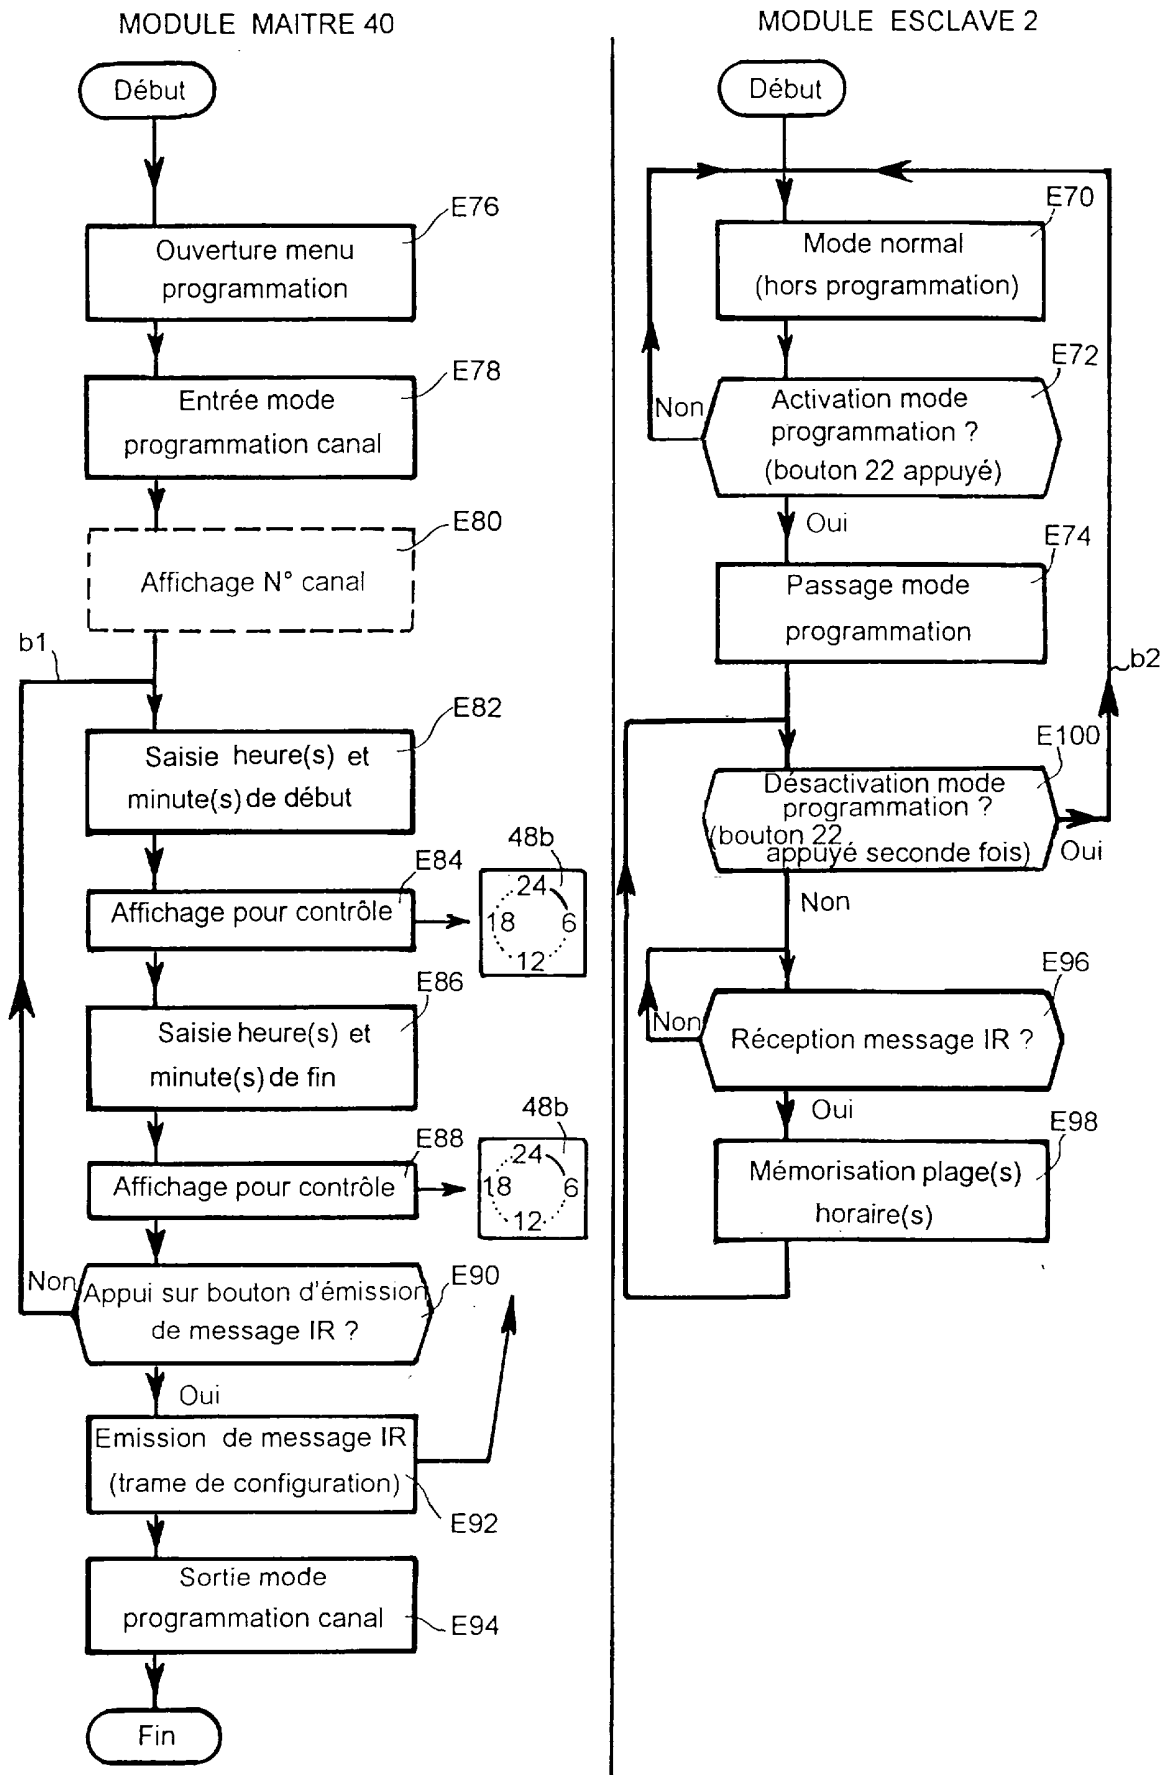 MODULE MAITRE 40
Début
E76
Ouverture menu
programmation
E78
Entrée mode
programmation canal
E80
Affichage N° canal
b1
E82
Saisie heure(s) et
minute(s) de début
E84
Affichage pour contrôle
48b
24
18
6
12
E86
Saisie heure(s) et
minute(s) de fin
E88
Affichage pour contrôle
48b
24
18
6
12
Non
E90
Appui sur bouton d'émission
de message IR ?
Oui
Emission de message IR
(trame de configuration)
E92
Sortie mode
programmation canal
E94
Fin
MODULE ESCLAVE 2
Début
E70
Mode normal
(hors programmation)
E72
Non
Activation mode
programmation ?
(bouton 22 appuyé)
Oui
E74
Passage mode
programmation
b2
E100
Désactivation mode
programmation ?
(bouton 22
appuyé seconde fois)
Oui
Non
E96
Non
Réception message IR ?
Oui
E98
Mémorisation plage(s)
horaire(s)